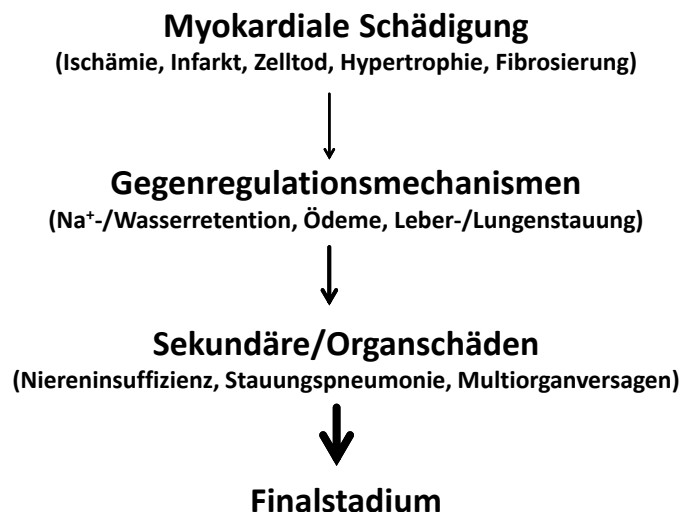 Myokardiale Schädigung
(Ischämie, Infarkt, Zelltod, Hypertrophie, Fibrosierung)
Gegenregulationsmechanismen
(Na⁺-/Wasserretention, Ödeme, Leber-/Lungenstauung)
Sekundäre/Organschäden
(Niereninsuffizienz, Stauungspneumonie, Multiorganversagen)
Finalstadium